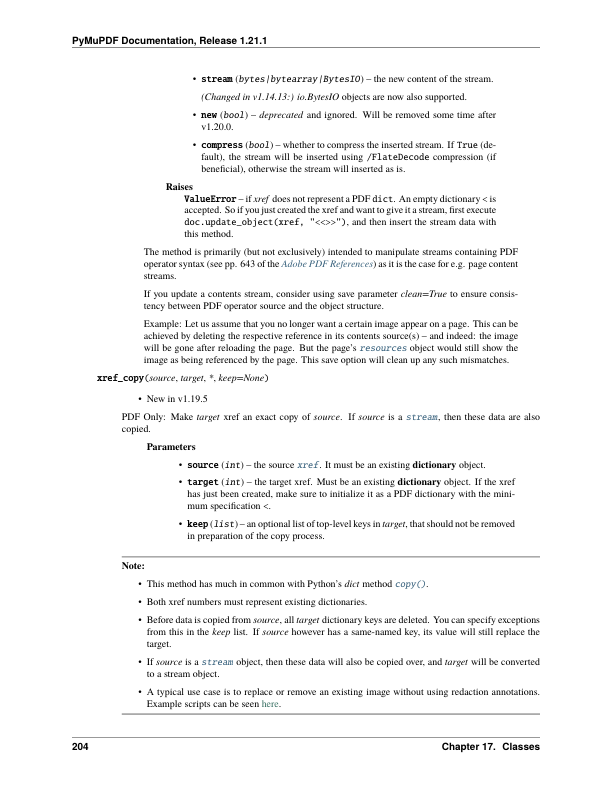 PyMuPDF Documentation, Release 1.21.1
• stream (bytes|bytearray|BytesIO) – the new content of the stream.
(Changed in v1.14.13:) io.BytesIO objects are now also supported.
• new (bool) – deprecated and ignored. Will be removed some time after
v1.20.0.
• compress (bool) – whether to compress the inserted stream. If True (de-
fault), the stream will be inserted using /FlateDecode compression (if
beneficial), otherwise the stream will inserted as is.
Raises
ValueError – if xref does not represent a PDF dict. An empty dictionary < is
accepted. So if you just created the xref and want to give it a stream, first execute
doc.update_object(xref, "<<>>"), and then insert the stream data with
this method.
The method is primarily (but not exclusively) intended to manipulate streams containing PDF
operator syntax (see pp. 643 of the Adobe PDF References) as it is the case for e.g. page content
streams.
If you update a contents stream, consider using save parameter clean=True to ensure consis-
tency between PDF operator source and the object structure.
Example: Let us assume that you no longer want a certain image appear on a page. This can be
achieved by deleting the respective reference in its contents source(s) – and indeed: the image
will be gone after reloading the page. But the page's resources object would still show the
image as being referenced by the page. This save option will clean up any such mismatches.
xref_copy(source, target, *, keep=None)
• New in v1.19.5
PDF Only: Make target xref an exact copy of source. If source is a stream, then these data are also
copied.
Parameters
• source (int) – the source xref. It must be an existing dictionary object.
• target (int) – the target xref. Must be an existing dictionary object. If the xref
has just been created, make sure to initialize it as a PDF dictionary with the mini-
mum specification <.
• keep (list) – an optional list of top-level keys in target, that should not be removed
in preparation of the copy process.
Note:
• This method has much in common with Python's dict method copy().
• Both xref numbers must represent existing dictionaries.
• Before data is copied from source, all target dictionary keys are deleted. You can specify exceptions
from this in the keep list. If source however has a same-named key, its value will still replace the
target.
• If source is a stream object, then these data will also be copied over, and target will be converted
to a stream object.
• A typical use case is to replace or remove an existing image without using redaction annotations.
Example scripts can be seen here.
204
Chapter 17. Classes